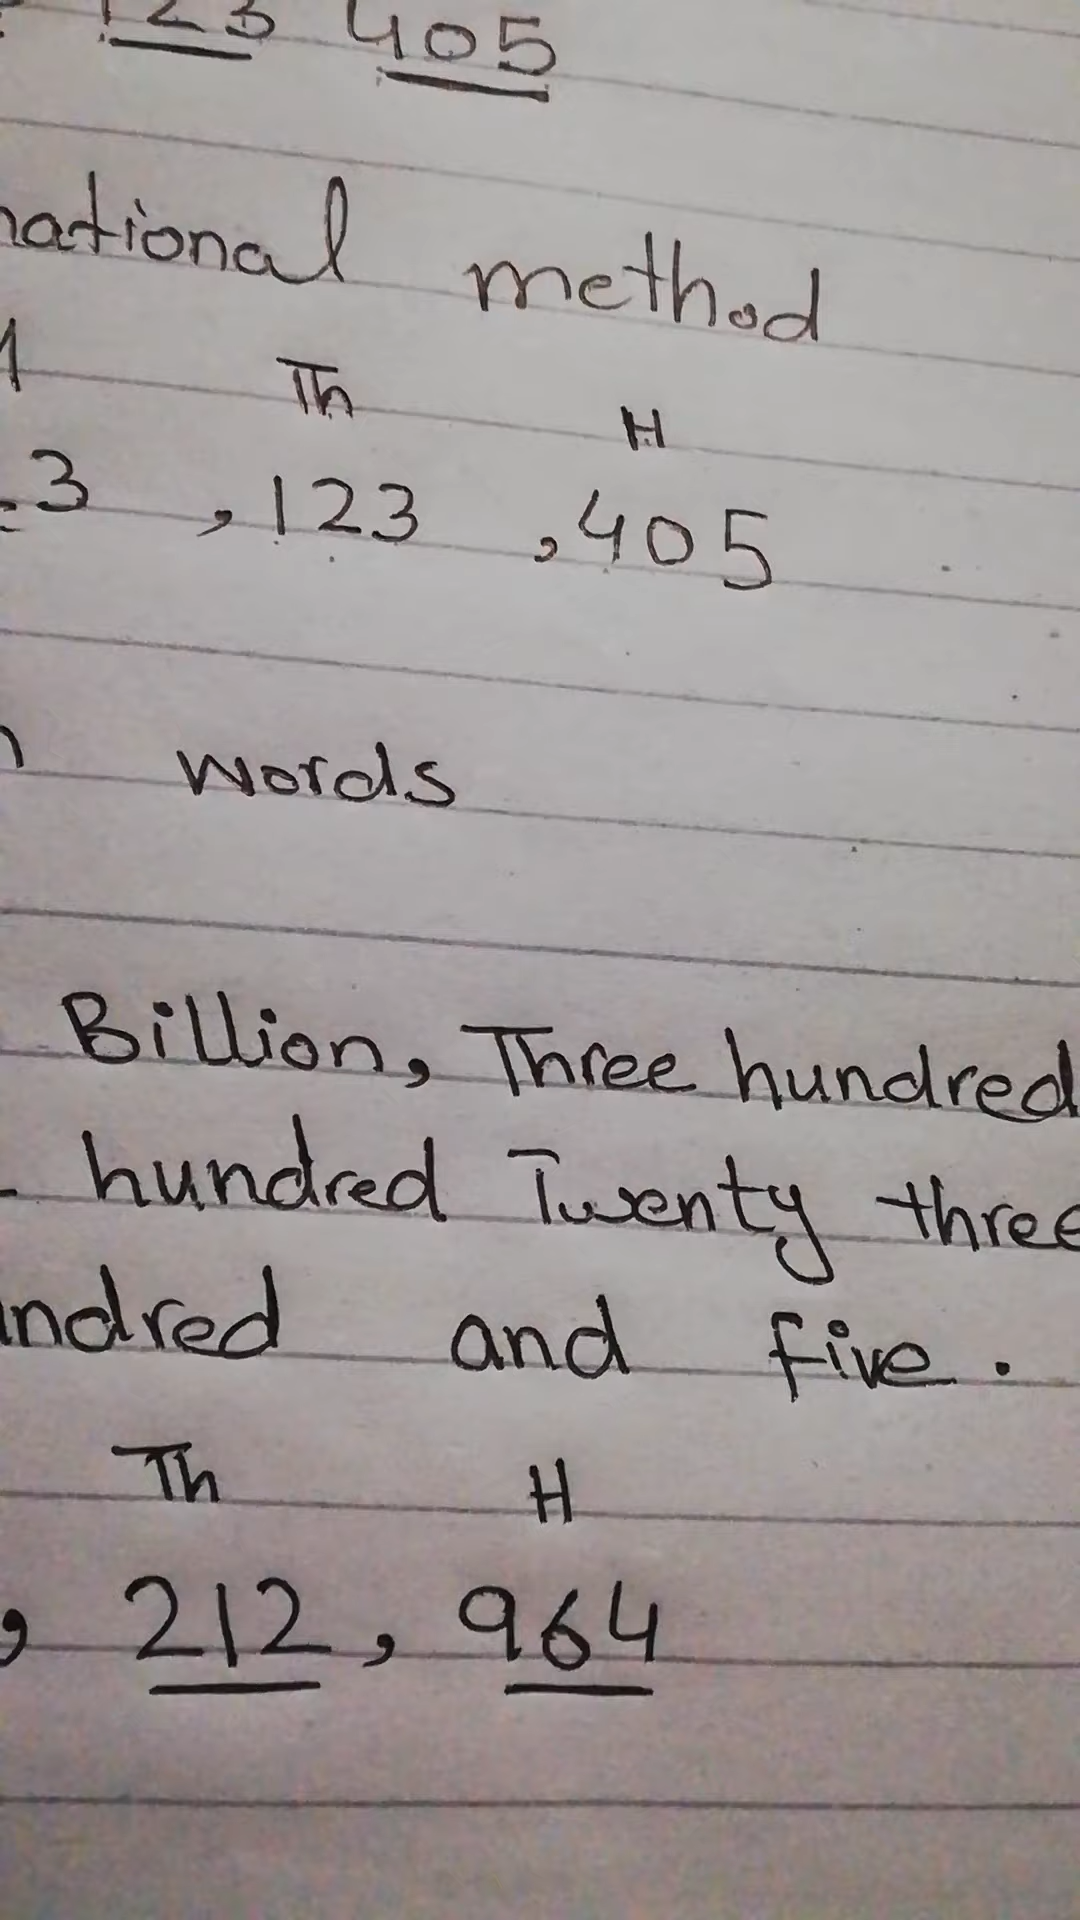 123 405
national method
Th H
3 , 123 , 405
words
Billion, Three hundred
hundred Twenty three
and five.
Th H
, 212 , 964